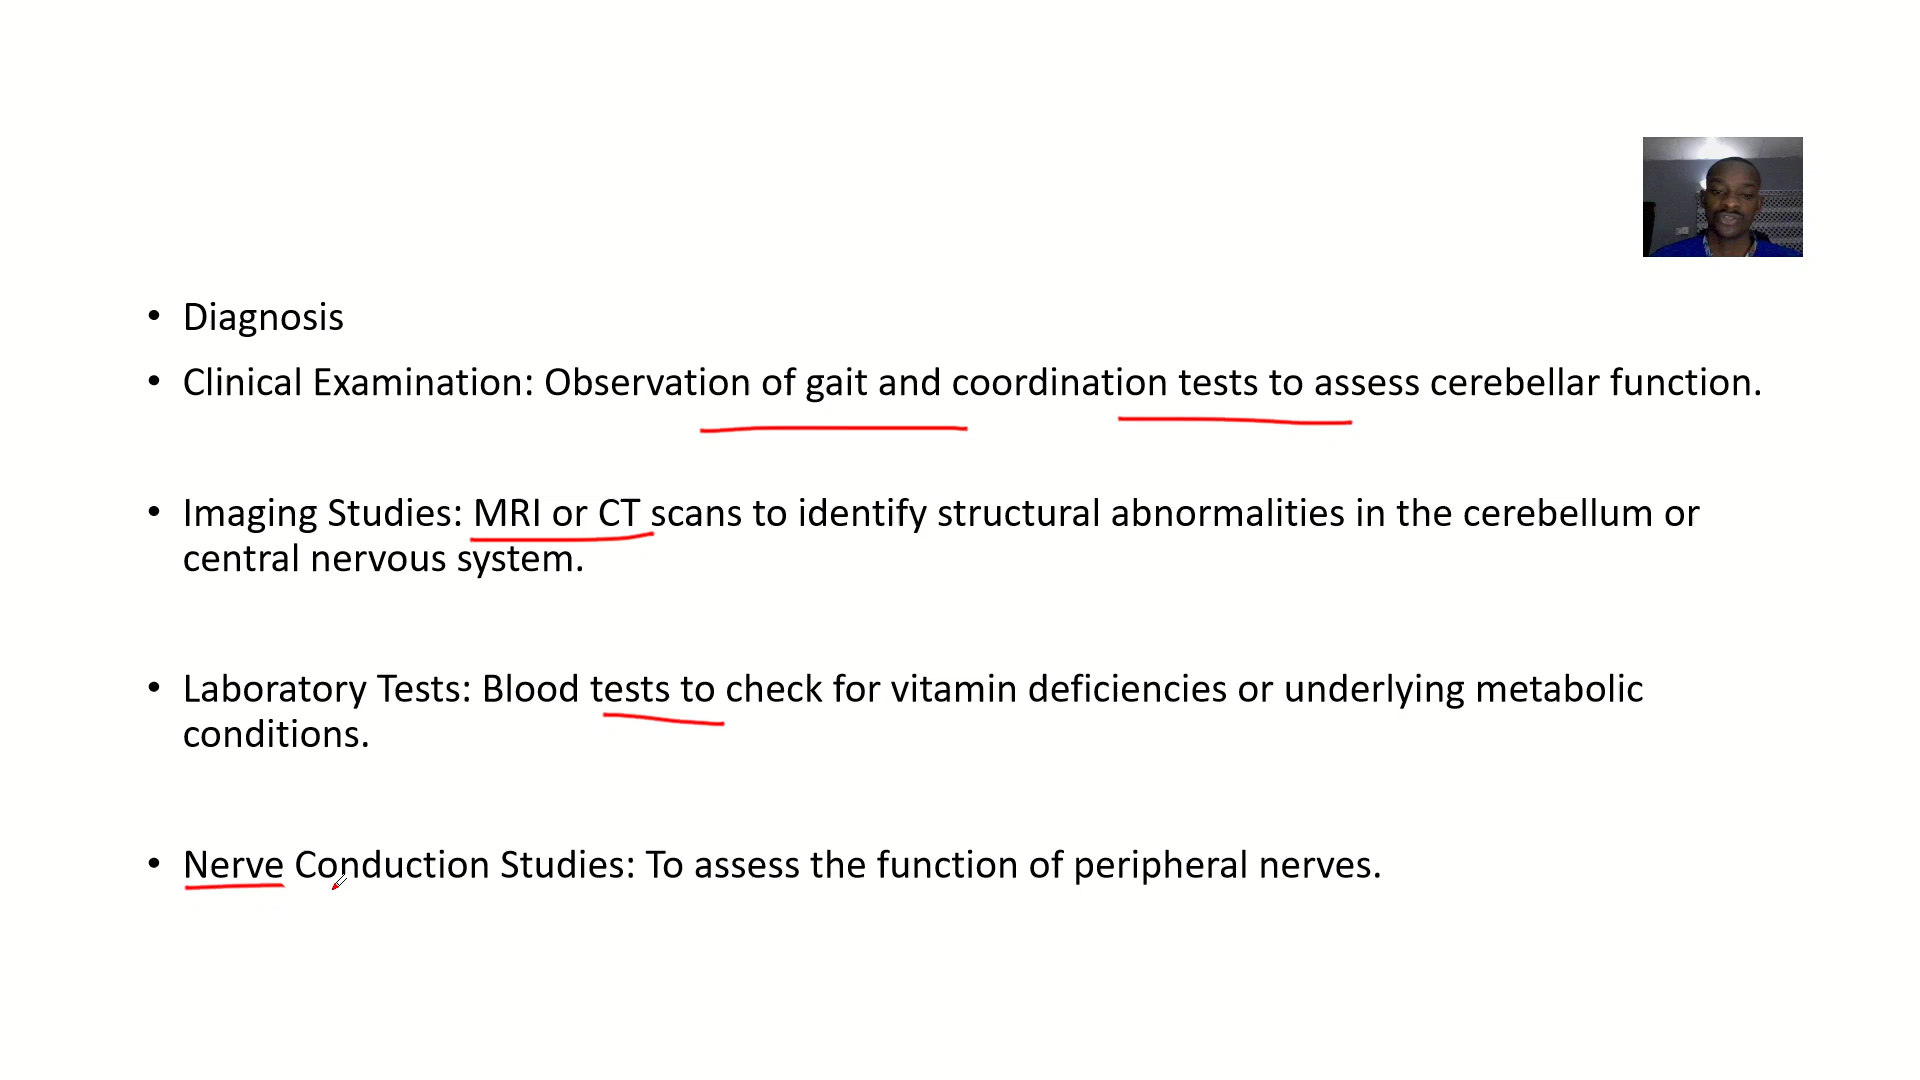 • Diagnosis
• Clinical Examination: Observation of gait and coordination tests to assess cerebellar function.
• Imaging Studies: MRI or CT scans to identify structural abnormalities in the cerebellum or
central nervous system.
• Laboratory Tests: Blood tests to check for vitamin deficiencies or underlying metabolic
conditions.
• Nerve Conduction Studies: To assess the function of peripheral nerves.